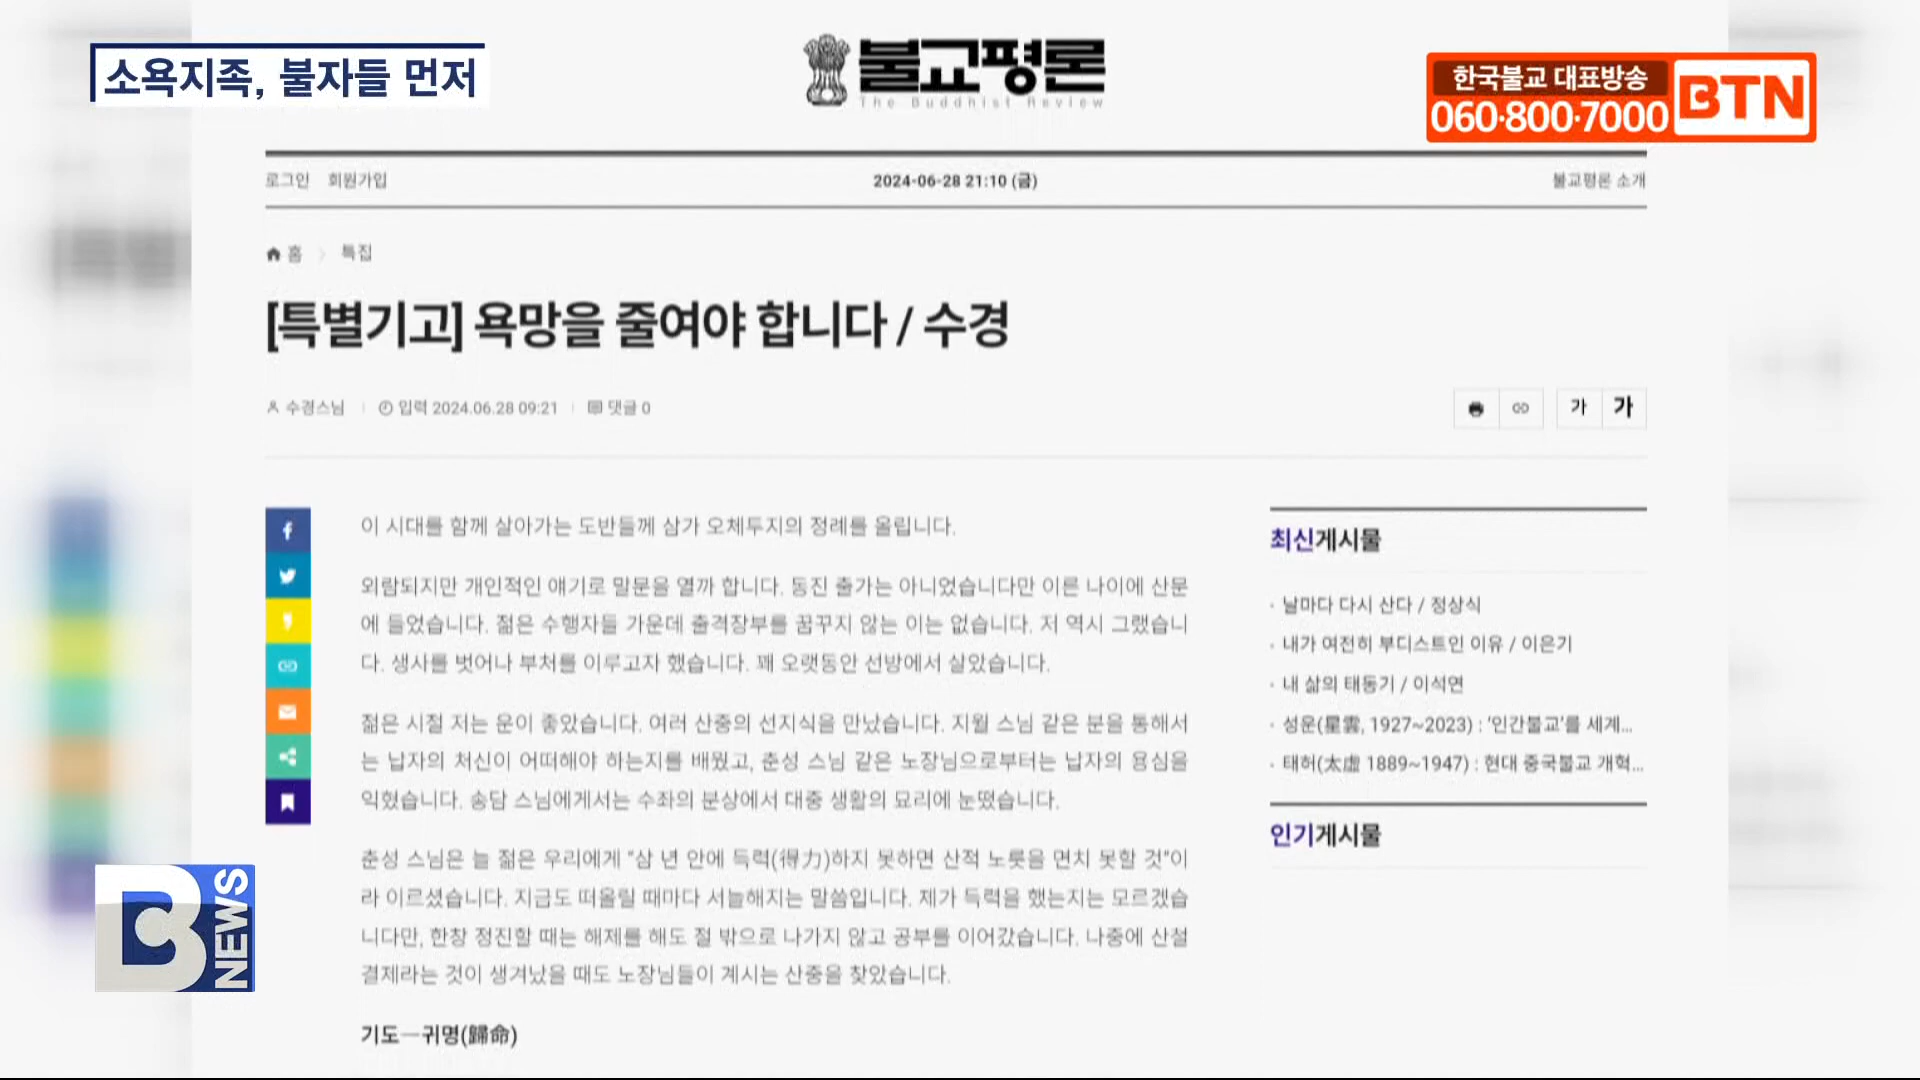 소욕지족, 불자들 먼저
불교평론
The Buddhist Review
한국불교 대표방송
060·800·7000
BTN
로그인 회원가입
2024-06-28 21:10 (금)
불교평론 소개
홈 > 특집
[특별기고] 욕망을 줄여야 합니다 / 수경
수경스님 입력 2024.06.28 09:21 댓글 0
가 가
이 시대를 함께 살아가는 도반들께 삼가 오체투지의 정례를 올립니다.
외람되지만 개인적인 얘기로 말문을 열까 합니다. 동진 출가는 아니었습니다만 이른 나이에 산문
에 들었습니다. 젊은 수행자들 가운데 출격장부를 꿈꾸지 않는 이는 없습니다. 저 역시 그랬습니
다. 생사를 벗어나 부처를 이루고자 했습니다. 꽤 오랫동안 선방에서 살았습니다.
젊은 시절 저는 운이 좋았습니다. 여러 산중의 선지식을 만났습니다. 지월 스님 같은 분을 통해서
는 납자의 처신이 어떠해야 하는지를 배웠고, 춘성 스님 같은 노장님으로부터는 납자의 용심을
익혔습니다. 송담 스님에게서는 수좌의 분상에서 대중 생활의 묘리에 눈떴습니다.
춘성 스님은 늘 젊은 우리에게 "삼 년 안에 득력(得力)하지 못하면 산적 노릇을 면치 못할 것"이
라 이르셨습니다. 지금도 떠올릴 때마다 서늘해지는 말씀입니다. 제가 득력을 했는지는 모르겠습
니다만, 한창 정진할 때는 해제를 해도 절 밖으로 나가지 않고 공부를 이어갔습니다. 나중에 산철
결제라는 것이 생겨났을 때도 노장님들이 계시는 산중을 찾았습니다.
기도—귀명(歸命)
최신게시물
· 날마다 다시 산다 / 정상식
· 내가 여전히 부디스트인 이유 / 이은기
· 내 삶의 태동기 / 이석연
· 성운(星雲, 1927~2023) : '인간불교'를 세계...
· 태허(太虛 1889~1947) : 현대 중국불교 개혁...
인기게시물
B NEWS